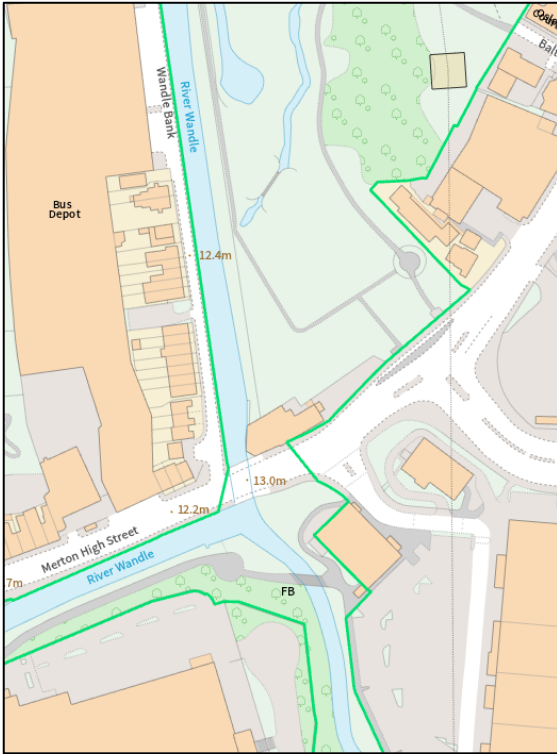 Court
Balt
Wandle Bank
River Wandle
Bus
Depot
12.4m
13.0m
12.2m
Merton High Street
.7m
River Wandle
FB